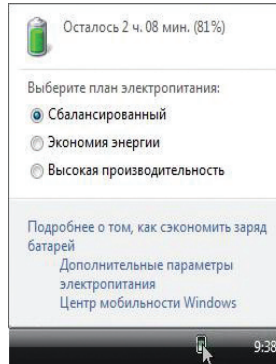 Осталось 2 ч. 08 мин. (81%)
Выберите план электропитания:
Сбалансированный
Экономия энергии
Высокая производительность
Подробнее о том, как сэкономить заряд
батарей
Дополнительные параметры
электропитания
Центр мобильности Windows
9:38